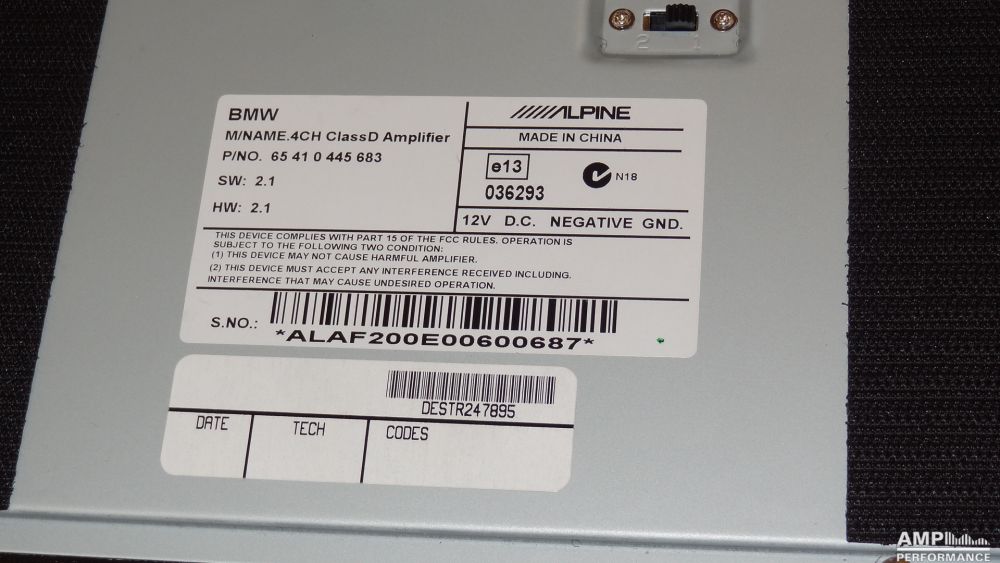 2 1
BMW
M/NAME.4CH ClassD Amplifier
P/NO. 65 41 0 445 683
SW: 2.1
HW: 2.1
ALPINE
MADE IN CHINA
e13
036293
N18
12V D.C. NEGATIVE GND.
THIS DEVICE COMPLIES WITH PART 15 OF THE FCC RULES. OPERATION IS
SUBJECT TO THE FOLLOWING TWO CONDITION:
(1) THIS DEVICE MAY NOT CAUSE HARMFUL AMPLIFIER.
(2) THIS DEVICE MUST ACCEPT ANY INTERFERENCE RECEIVED INCLUDING.
INTERFERENCE THAT MAY CAUSE UNDESIRED OPERATION.
S.NO.:
*ALAF200E00600687*
DESTR247895
DATE TECH CODES
AMP
PERFORMANCE